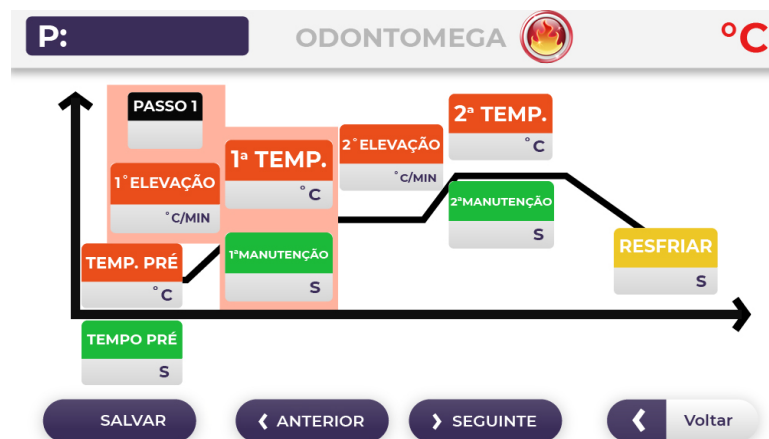 P:
ODONTOMEGA
°C
PASSO 1
1°ELEVAÇÃO
°C/MIN
1ª TEMP.
°C
1ªMANUTENÇÃO
S
2°ELEVAÇÃO
°C/MIN
2ª TEMP.
°C
2ªMANUTENÇÃO
S
TEMP. PRÉ
°C
TEMPO PRÉ
S
RESFRIAR
S
SALVAR
❮ ANTERIOR
❯ SEGUINTE
❮ Voltar